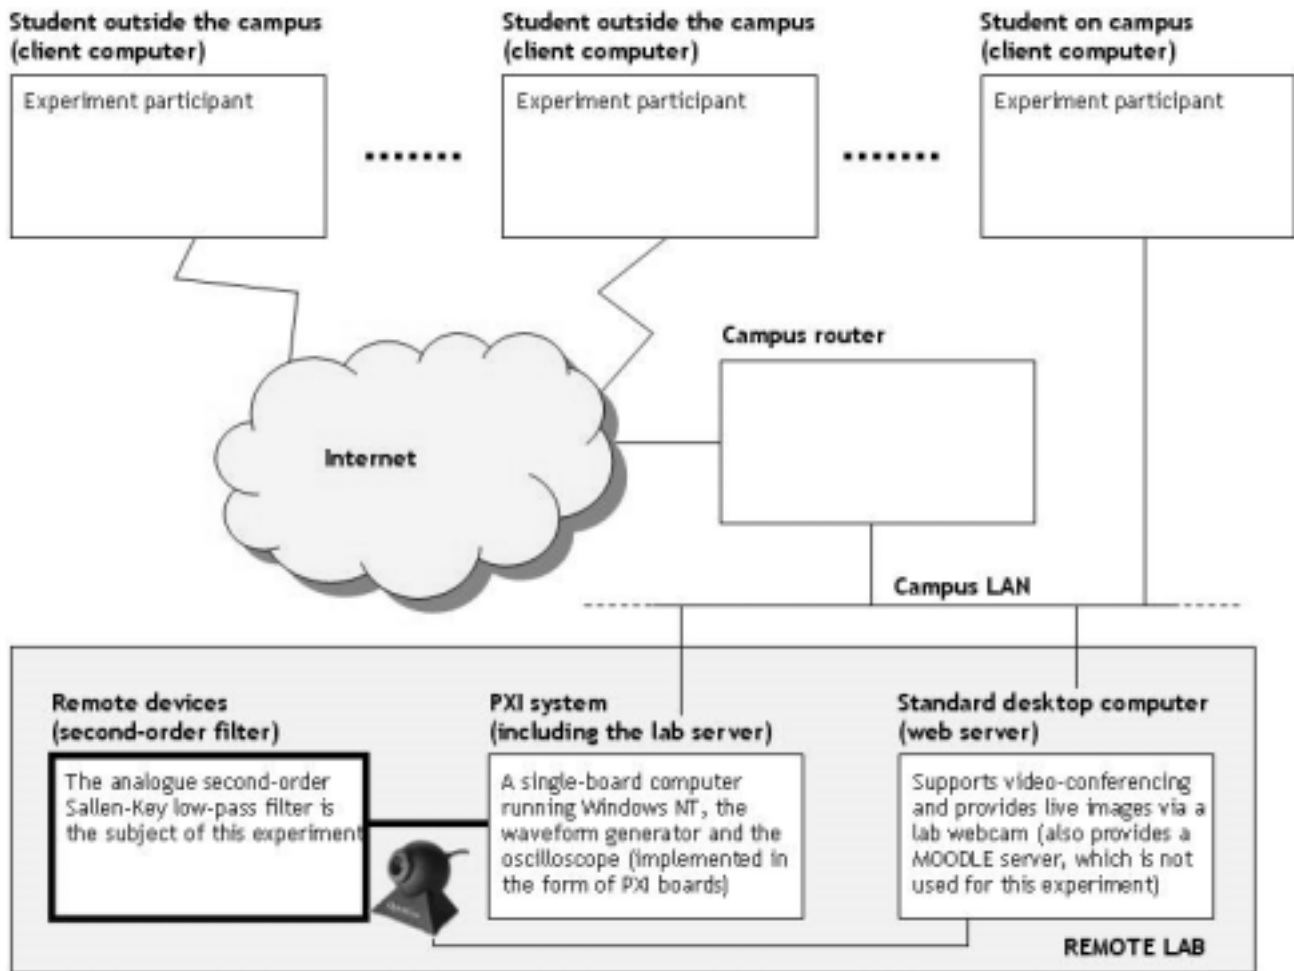 Student outside the campus
(client computer)
Experiment participant
Student outside the campus
(client computer)
Experiment participant
Student on campus
(client computer)
Experiment participant
Campus router
Internet
Campus LAN
Remote devices
(second-order filter)
The analogue second-order
Sallen-Key low-pass filter is
the subject of this experiment
PXI system
(including the lab server)
A single-board computer
running Windows NT, the
waveform generator and the
oscilloscope (implemented in
the form of PXI boards)
Standard desktop computer
(web server)
Supports video-conferencing
and provides live images via a
lab webcam (also provides a
MOODLE server, which is not
used for this experiment)
REMOTE LAB